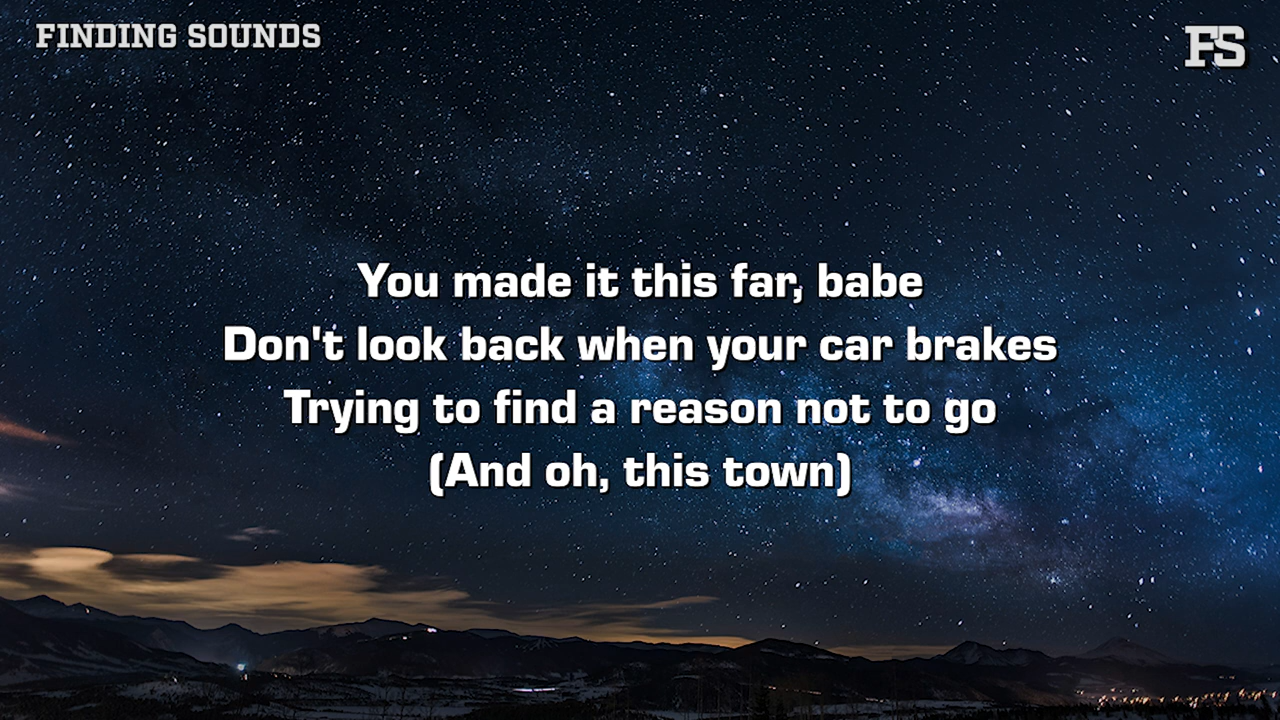 FINDING SOUNDS
FS
You made it this far, babe
Don't look back when your car brakes
Trying to find a reason not to go
(And oh, this town)